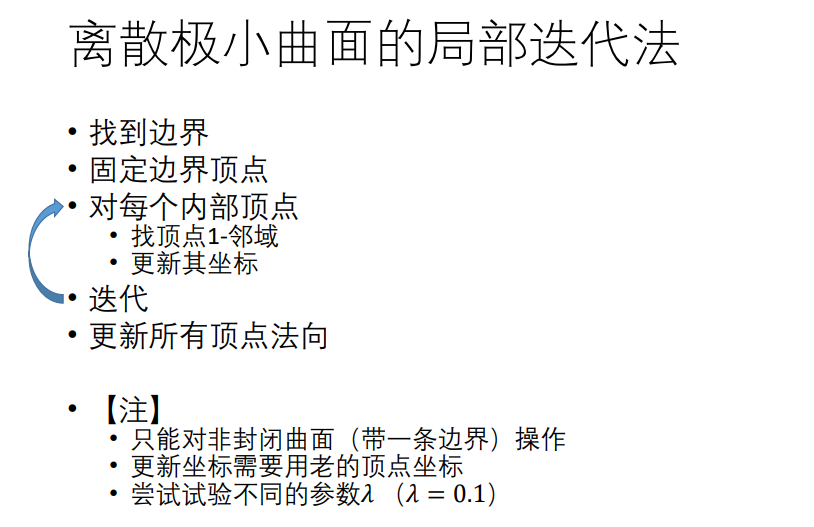 离散极小曲面的局部迭代法
• 找到边界
• 固定边界顶点
• 对每个内部顶点
• 找顶点1-邻域
• 更新其坐标
• 迭代
• 更新所有顶点法向
• 【注】
• 只能对非封闭曲面（带一条边界）操作
• 更新坐标需要用老的顶点坐标
• 尝试试验不同的参数λ （λ = 0.1）